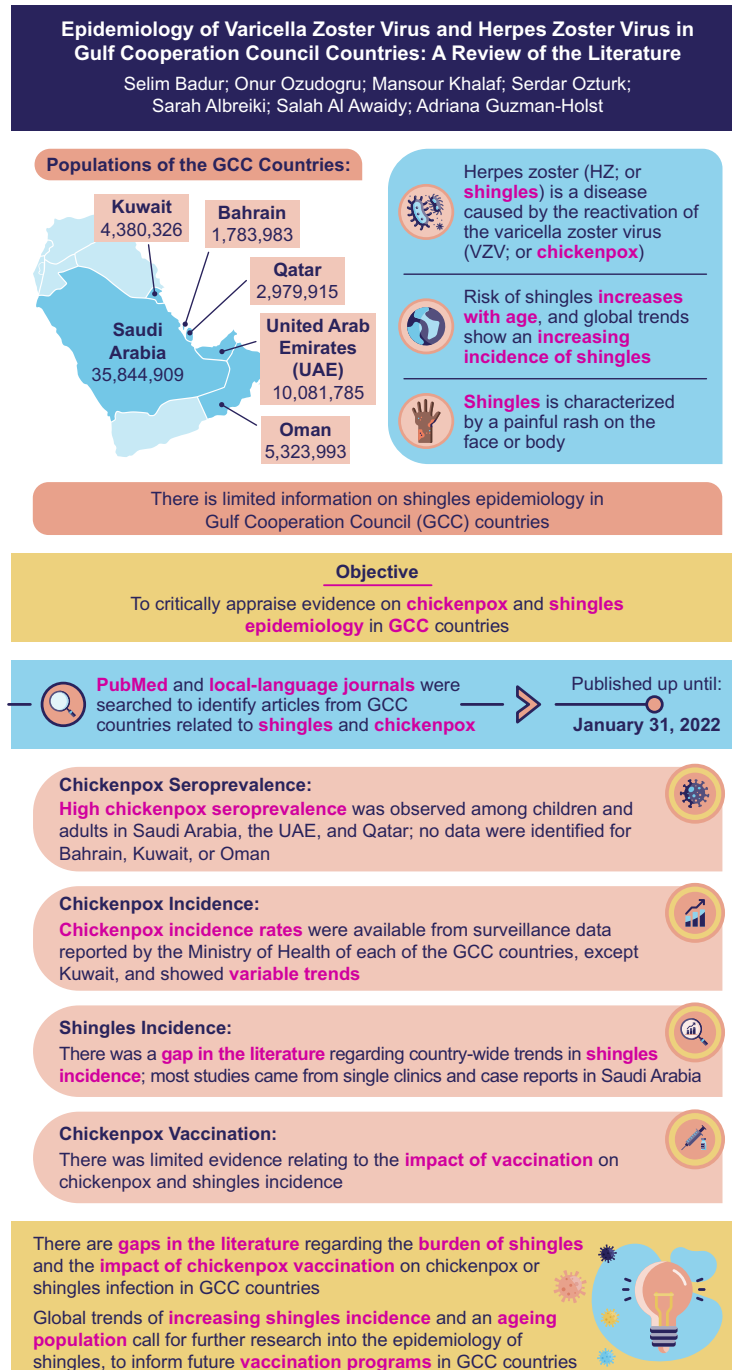 Epidemiology of Varicella Zoster Virus and Herpes Zoster Virus in
Gulf Cooperation Council Countries: A Review of the Literature
Selim Badur; Onur Ozudogru; Mansour Khalaf; Serdar Ozturk;
Sarah Albreiki; Salah Al Awaidy; Adriana Guzman-Holst
Populations of the GCC Countries:
Kuwait
4,380,326
Bahrain
1,783,983
Qatar
2,979,915
Saudi
Arabia
35,844,909
United Arab
Emirates
(UAE)
10,081,785
Oman
5,323,993
Herpes zoster (HZ; or
shingles) is a disease
caused by the reactivation of
the varicella zoster virus
(VZV; or chickenpox)
Risk of shingles increases
with age, and global trends
show an increasing
incidence of shingles
Shingles is characterized
by a painful rash on the
face or body
There is limited information on shingles epidemiology in
Gulf Cooperation Council (GCC) countries
Objective
To critically appraise evidence on chickenpox and shingles
epidemiology in GCC countries
PubMed and local-language journals were
searched to identify articles from GCC
countries related to shingles and chickenpox
Published up until:
January 31, 2022
Chickenpox Seroprevalence:
High chickenpox seroprevalence was observed among children and
adults in Saudi Arabia, the UAE, and Qatar; no data were identified for
Bahrain, Kuwait, or Oman
Chickenpox Incidence:
Chickenpox incidence rates were available from surveillance data
reported by the Ministry of Health of each of the GCC countries, except
Kuwait, and showed variable trends
Shingles Incidence:
There was a gap in the literature regarding country-wide trends in shingles
incidence; most studies came from single clinics and case reports in Saudi Arabia
Chickenpox Vaccination:
There was limited evidence relating to the impact of vaccination on
chickenpox and shingles incidence
There are gaps in the literature regarding the burden of shingles
and the impact of chickenpox vaccination on chickenpox or
shingles infection in GCC countries
Global trends of increasing shingles incidence and an ageing
population call for further research into the epidemiology of
shingles, to inform future vaccination programs in GCC countries